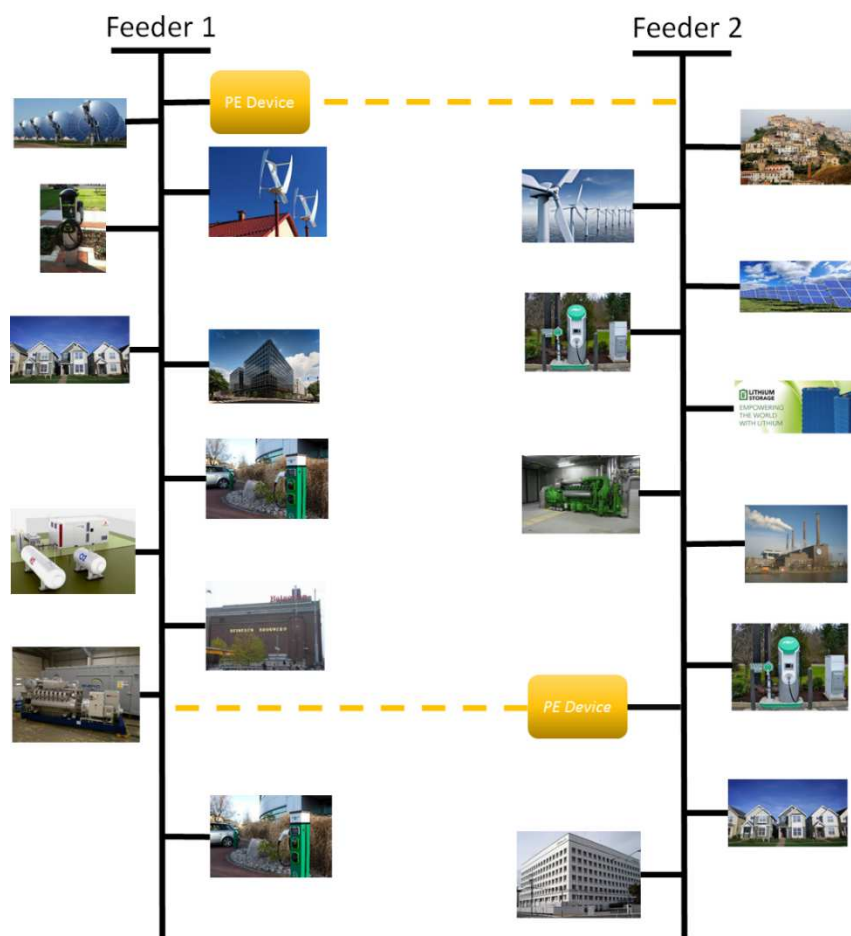 Feeder 1
Feeder 2
PE Device
LITHIUM
STORAGE
EMPOWERING
THE WORLD
WITH LITHIUM
PE Device